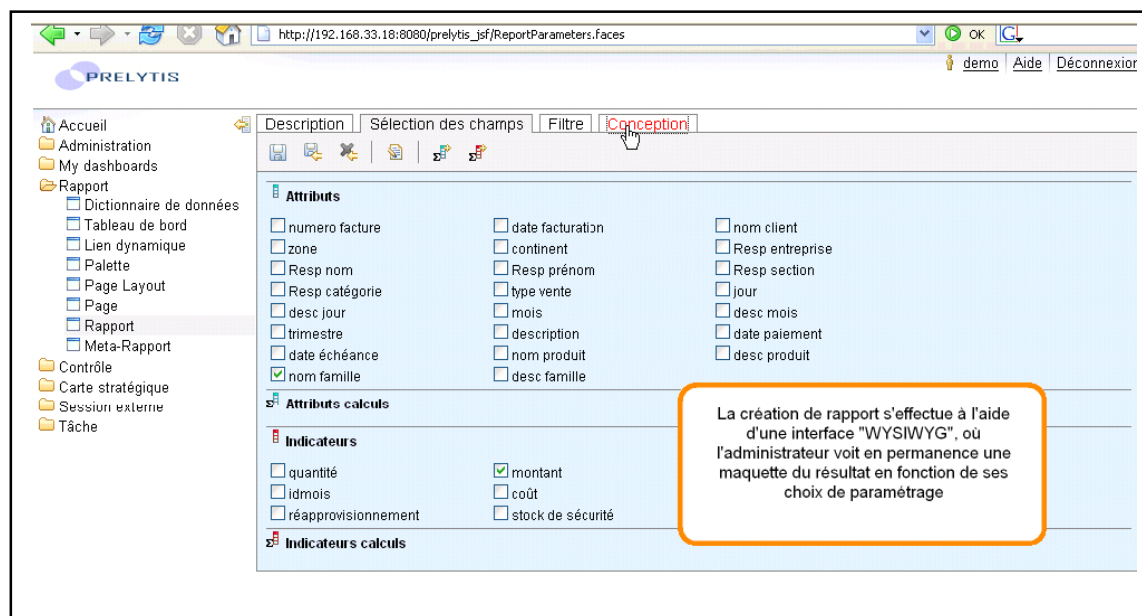 http://192.168.33.18:8080/prelytis_jsf/ReportParameters.faces OK G
PRELYTIS demo Aide Déconnexion
Accueil Description Sélection des champs Filtre Conception
Administration
My dashboards
Rapport
Dictionnaire de données
Tableau de bord
Lien dynamique
Palette
Page Layout
Page
Rapport
Meta-Rapport
Contrôle
Carte stratégique
Session externe
Tâche
Attributs
numero facture date facturation nom client
zone continent Resp entreprise
Resp nom Resp prénom Resp section
Resp catégorie type vente jour
desc jour mois desc mois
trimestre description date paiement
date échéance nom produit desc produit
nom famille desc famille
Σ Attributs calculs
Indicateurs
quantité montant
idmois coût
réapprovisionnement stock de sécurité
Σ Indicateurs calculs
La création de rapport s'effectue à l'aide
d'une interface "WYSIWYG", où
l'administrateur voit en permanence une
maquette du résultat en fonction de ses
choix de paramétrage